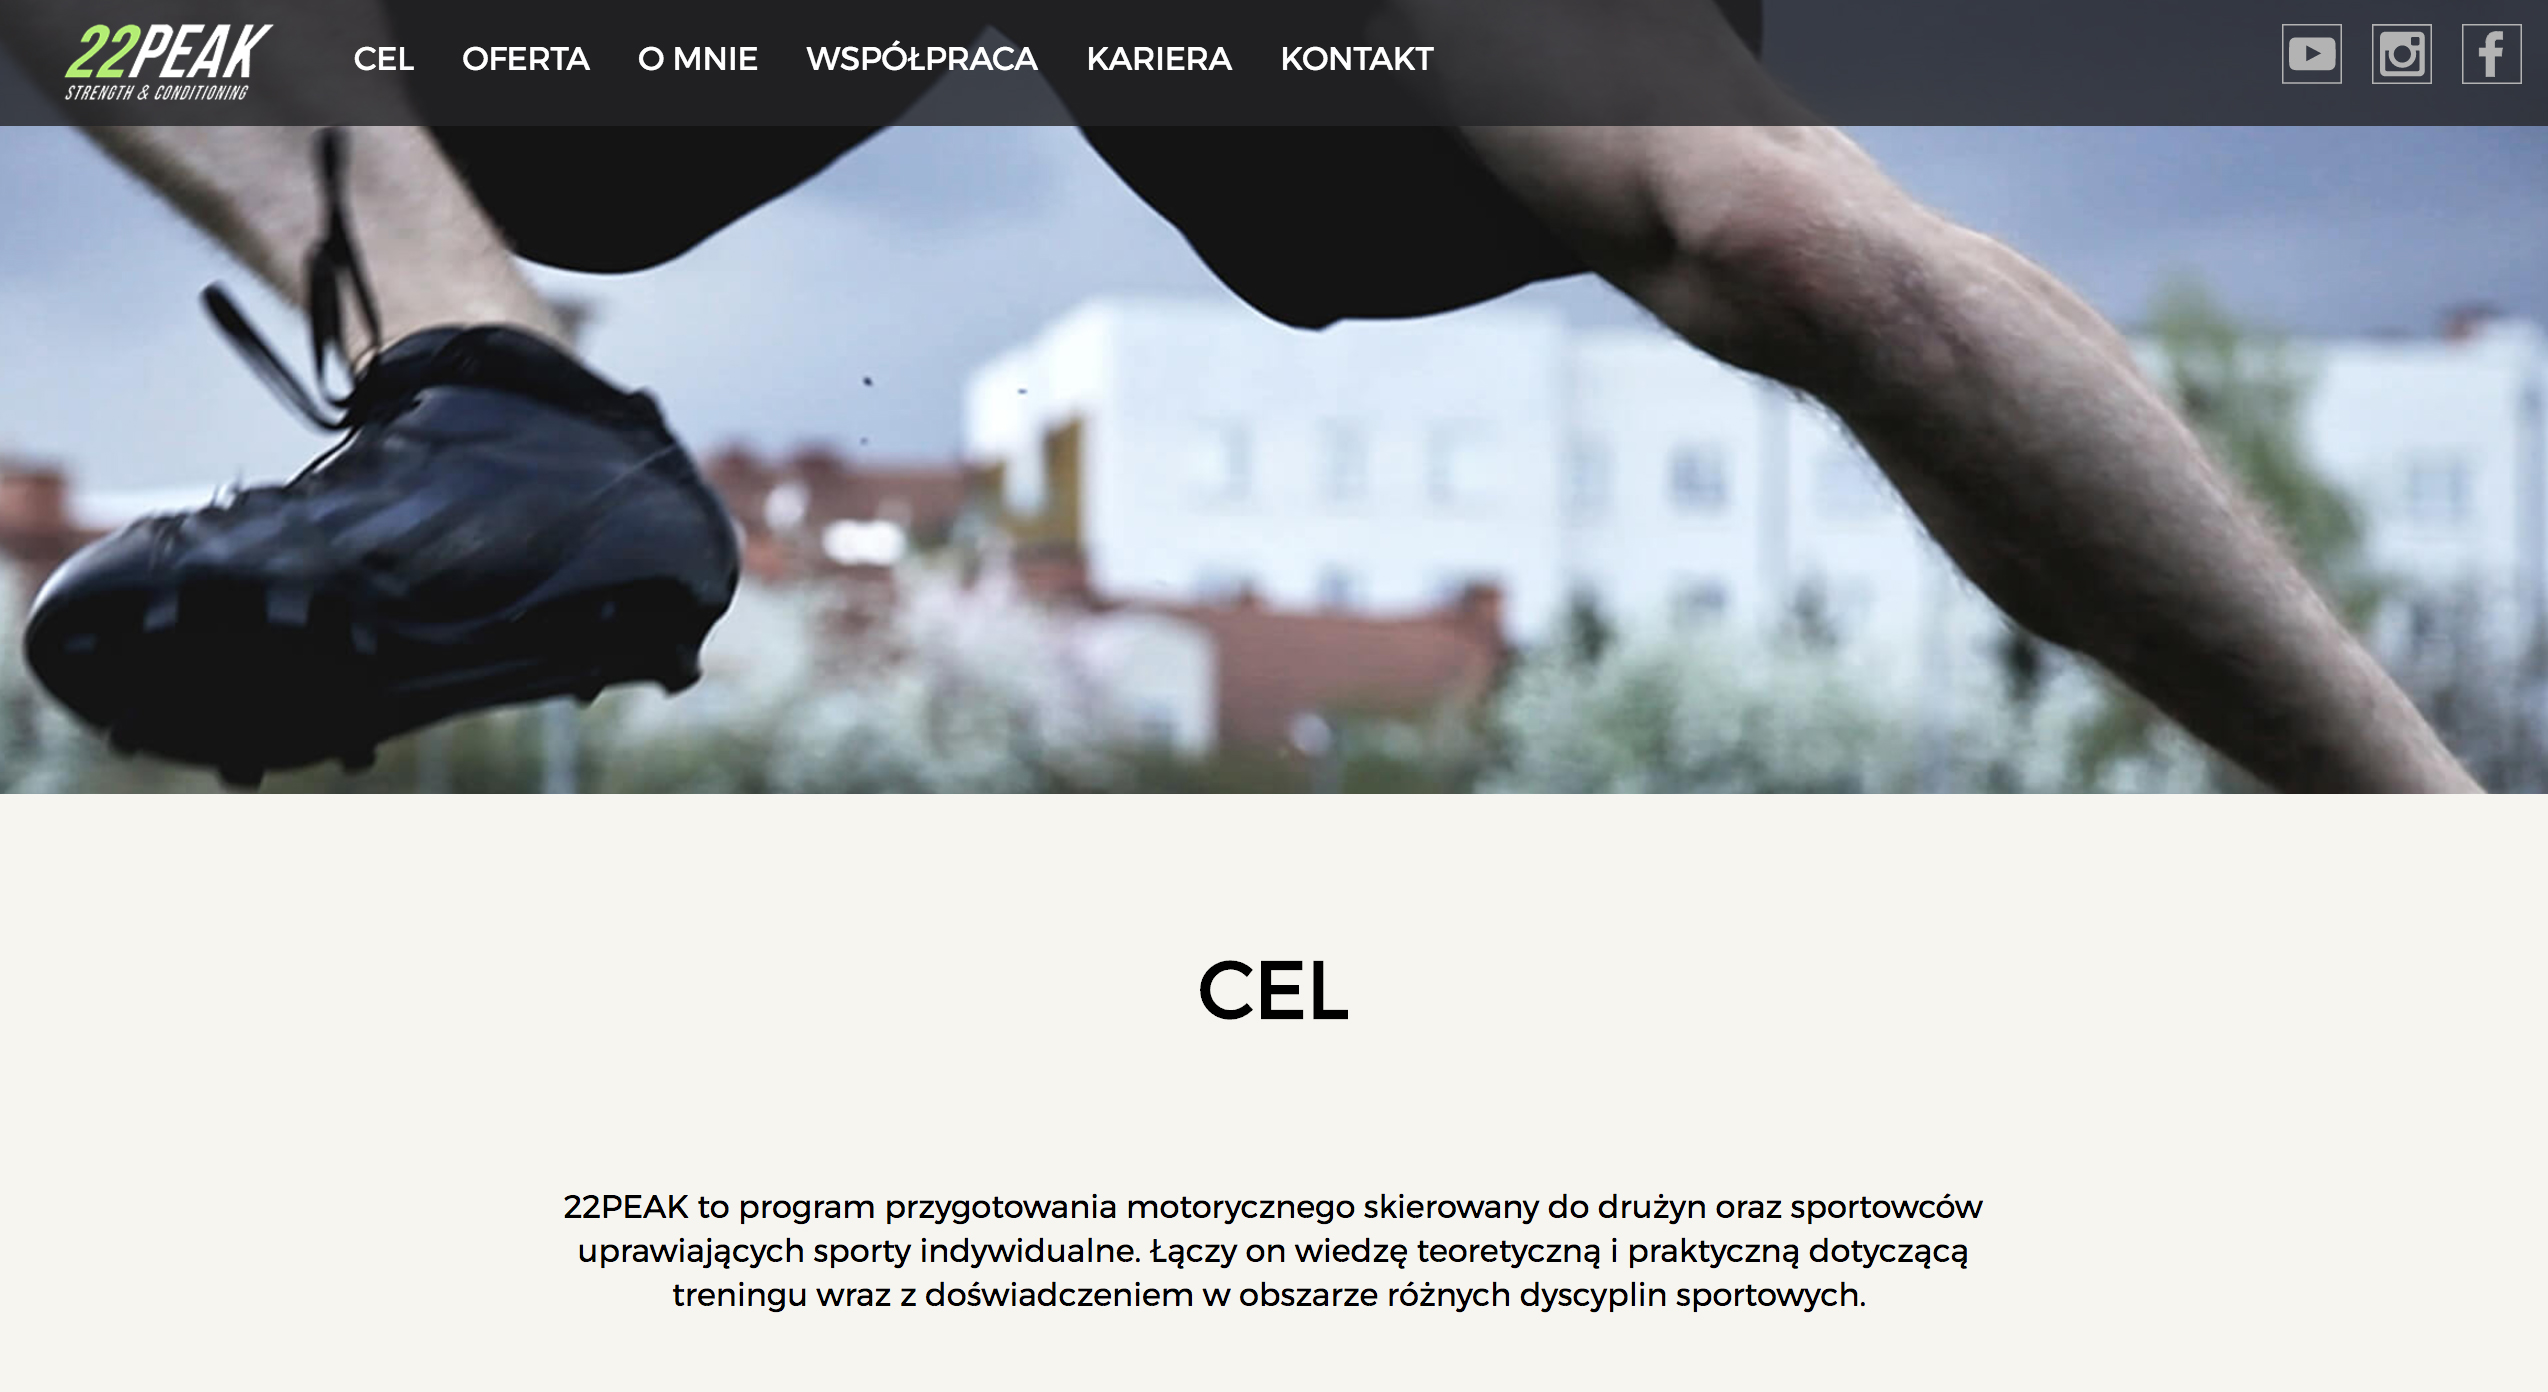 22PEAK
STRENGTH & CONDITIONING
CEL OFERTA O MNIE WSPÓŁPRACA KARIERA KONTAKT
CEL
22PEAK to program przygotowania motorycznego skierowany do drużyn oraz sportowców
uprawiających sporty indywidualne. Łączy on wiedzę teoretyczną i praktyczną dotyczącą
treningu wraz z doświadczeniem w obszarze różnych dyscyplin sportowych.